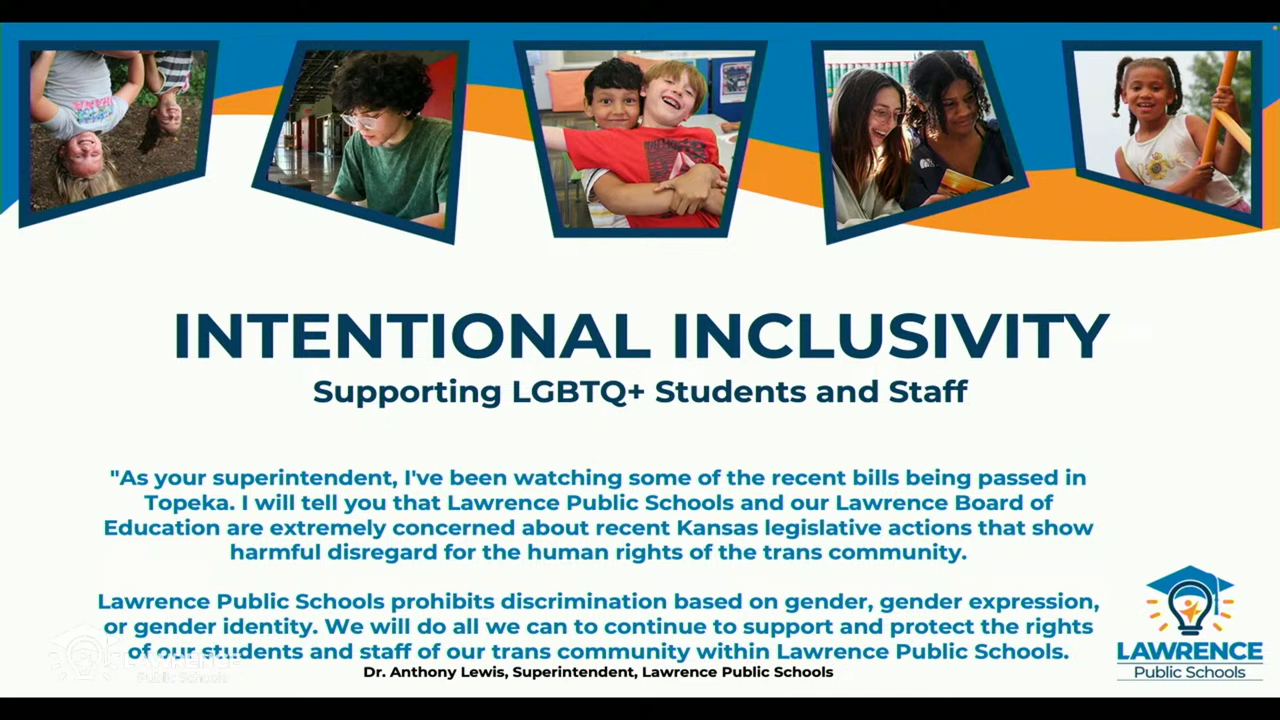 INTENTIONAL INCLUSIVITY
Supporting LGBTQ+ Students and Staff
"As your superintendent, I've been watching some of the recent bills being passed in
Topeka. I will tell you that Lawrence Public Schools and our Lawrence Board of
Education are extremely concerned about recent Kansas legislative actions that show
harmful disregard for the human rights of the trans community.
Lawrence Public Schools prohibits discrimination based on gender, gender expression,
or gender identity. We will do all we can to continue to support and protect the rights
of our students and staff of our trans community within Lawrence Public Schools.
Dr. Anthony Lewis, Superintendent, Lawrence Public Schools
LAWRENCE
Public Schools
LAWRENCE
Public Schools